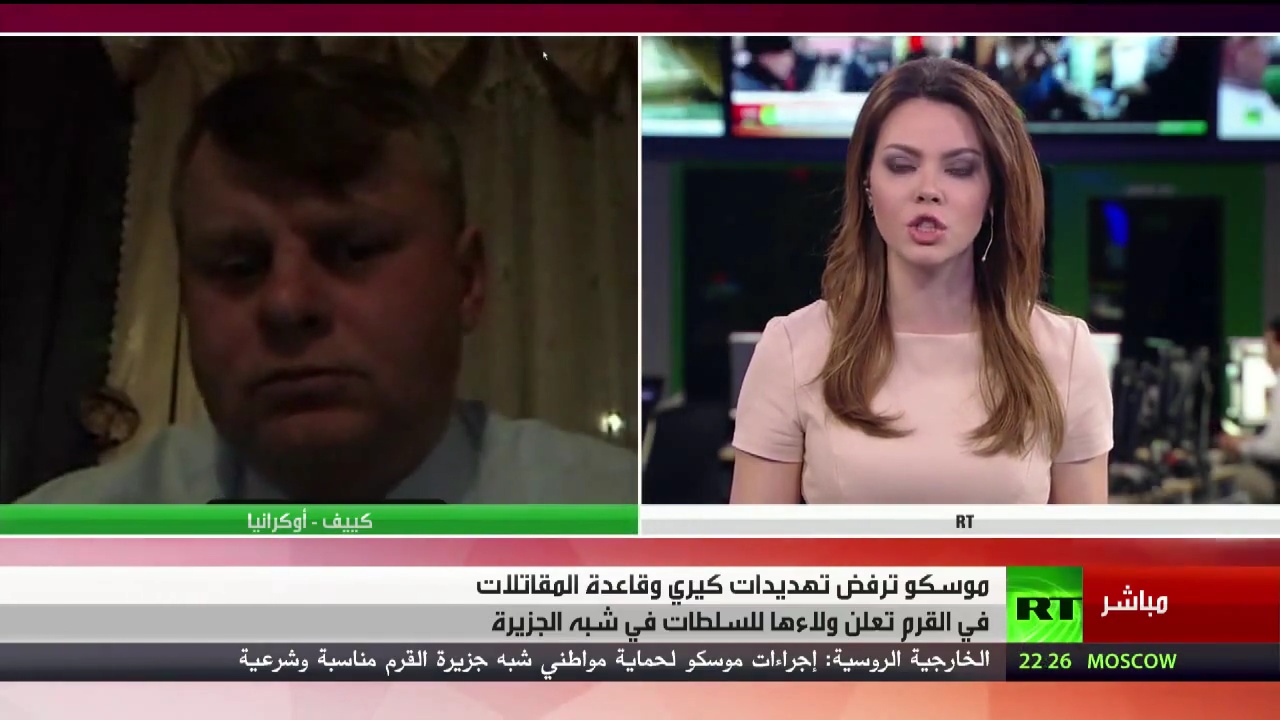 كييف - أوكرانيا
RT
موسكو ترفض تهديدات كيري وقاعدة المقاتلات
في القرم تعلن ولاءها للسلطات في شبه الجزيرة
RT
مباشر
الخارجية الروسية: إجراءات موسكو لحماية مواطني شبه جزيرة القرم مناسبة وشرعية
22 26 MOSCOW